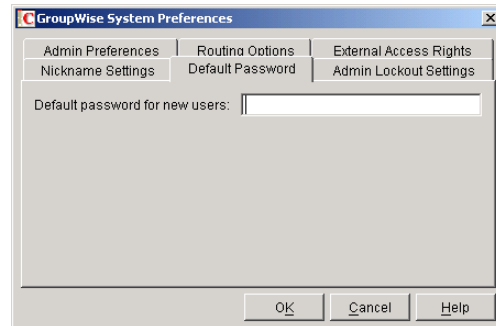 GroupWise System Preferences
Admin Preferences Routing Options External Access Rights
Nickname Settings Default Password Admin Lockout Settings
Default password for new users:
OK Cancel Help